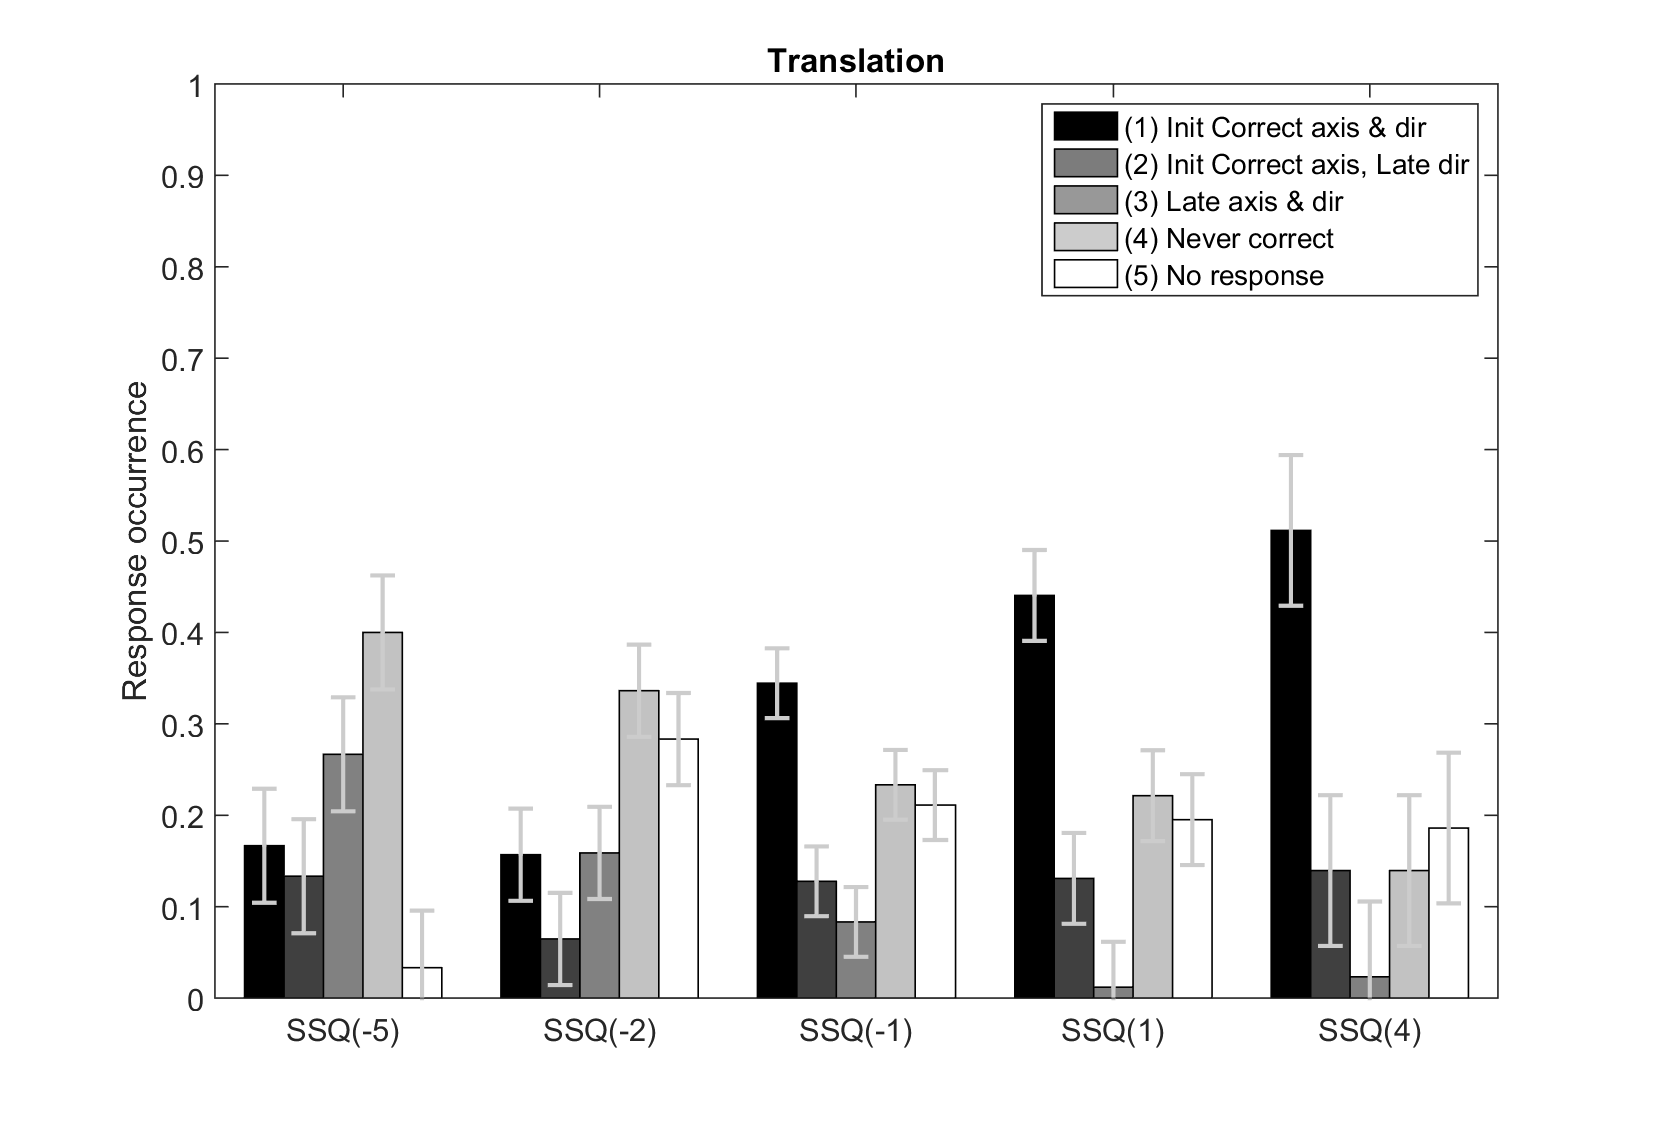 Translation
1
0.9
0.8
0.7
0.6
0.5
0.4
0.3
0.2
0.1
0
Response occurrence
(1) Init Correct axis & dir
(2) Init Correct axis, Late dir
(3) Late axis & dir
(4) Never correct
(5) No response
SSQ(-5) SSQ(-2) SSQ(-1) SSQ(1) SSQ(4)